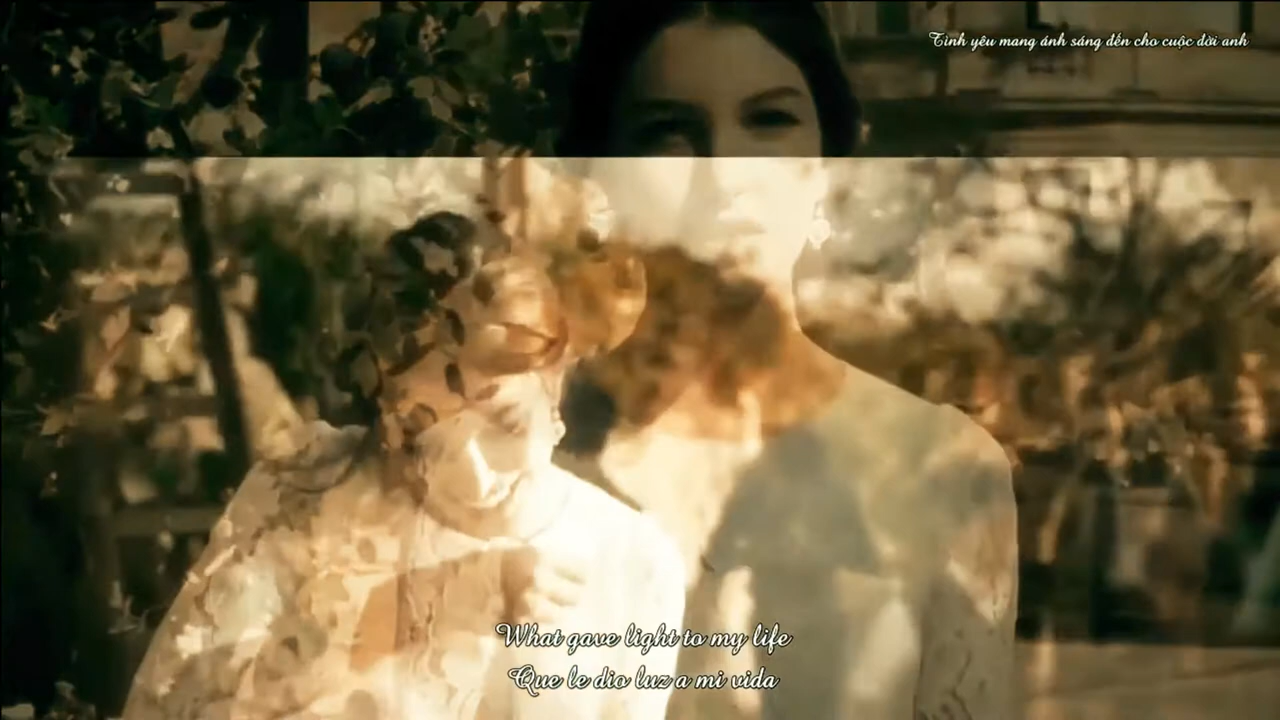 Tình yêu mang ánh sáng đến cho cuộc đời anh
What gave light to my life
Que le dio luz a mi vida